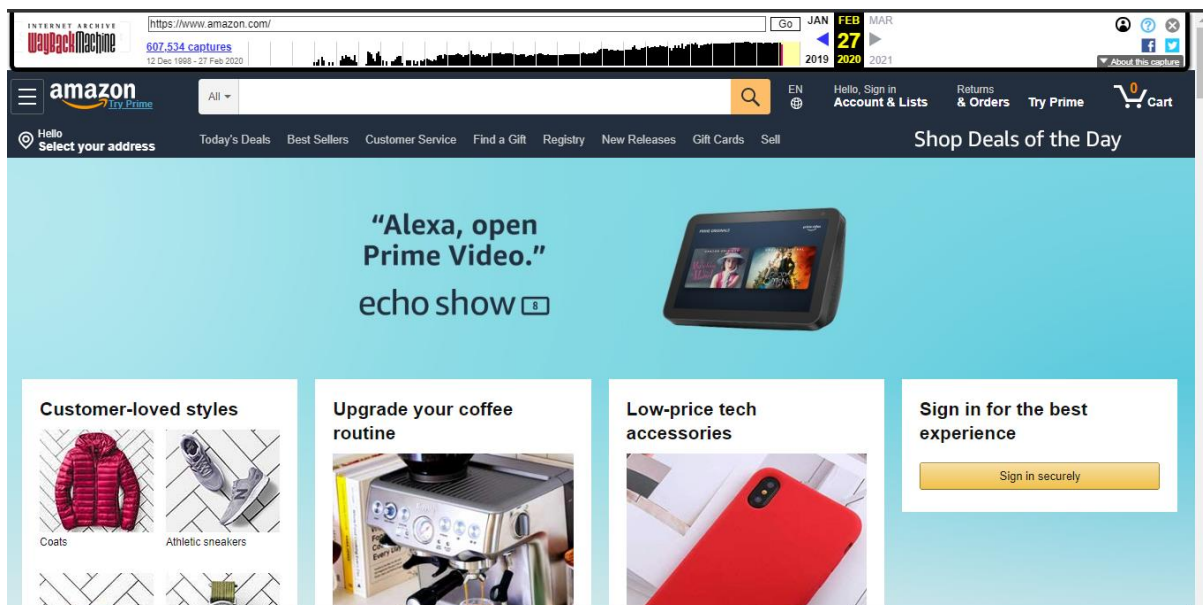 INTERNET ARCHIVE
WayBackMachine
https://www.amazon.com/
Go
JAN FEB MAR
27
2019 2020 2021
607,534 captures
12 Dec 1998 - 27 Feb 2020
About this capture
amazon
Try Prime
All
EN
Hello, Sign in
Account & Lists
Returns
& Orders
Try Prime
0
Cart
Hello
Select your address
Today's Deals Best Sellers Customer Service Find a Gift Registry New Releases Gift Cards Sell
Shop Deals of the Day
“Alexa, open
Prime Video.”
echo show 8
prime video
Customer-loved styles
Coats
Athletic sneakers
Upgrade your coffee
routine
Low-price tech
accessories
Sign in for the best
experience
Sign in securely